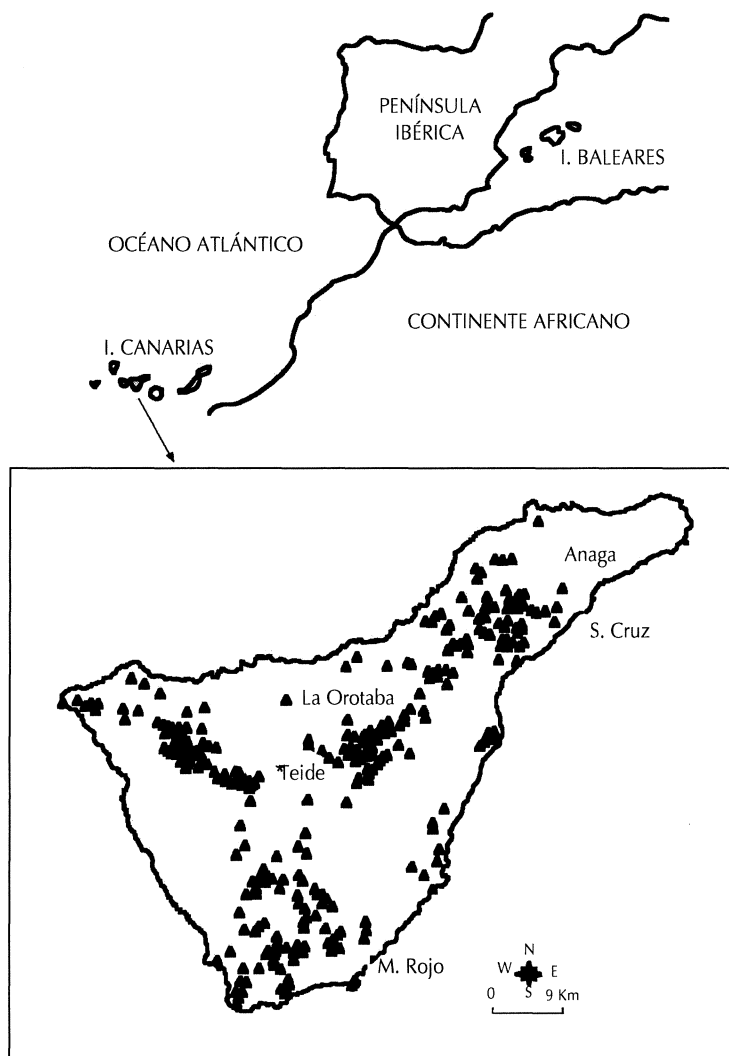 PENÍNSULA
IBÉRICA
I. BALEARES
OCÉANO ATLÁNTICO
CONTINENTE AFRICANO
I. CANARIAS
Anaga
S. Cruz
La Orotaba
Teide
M. Rojo
N
W E
S
0 9 Km